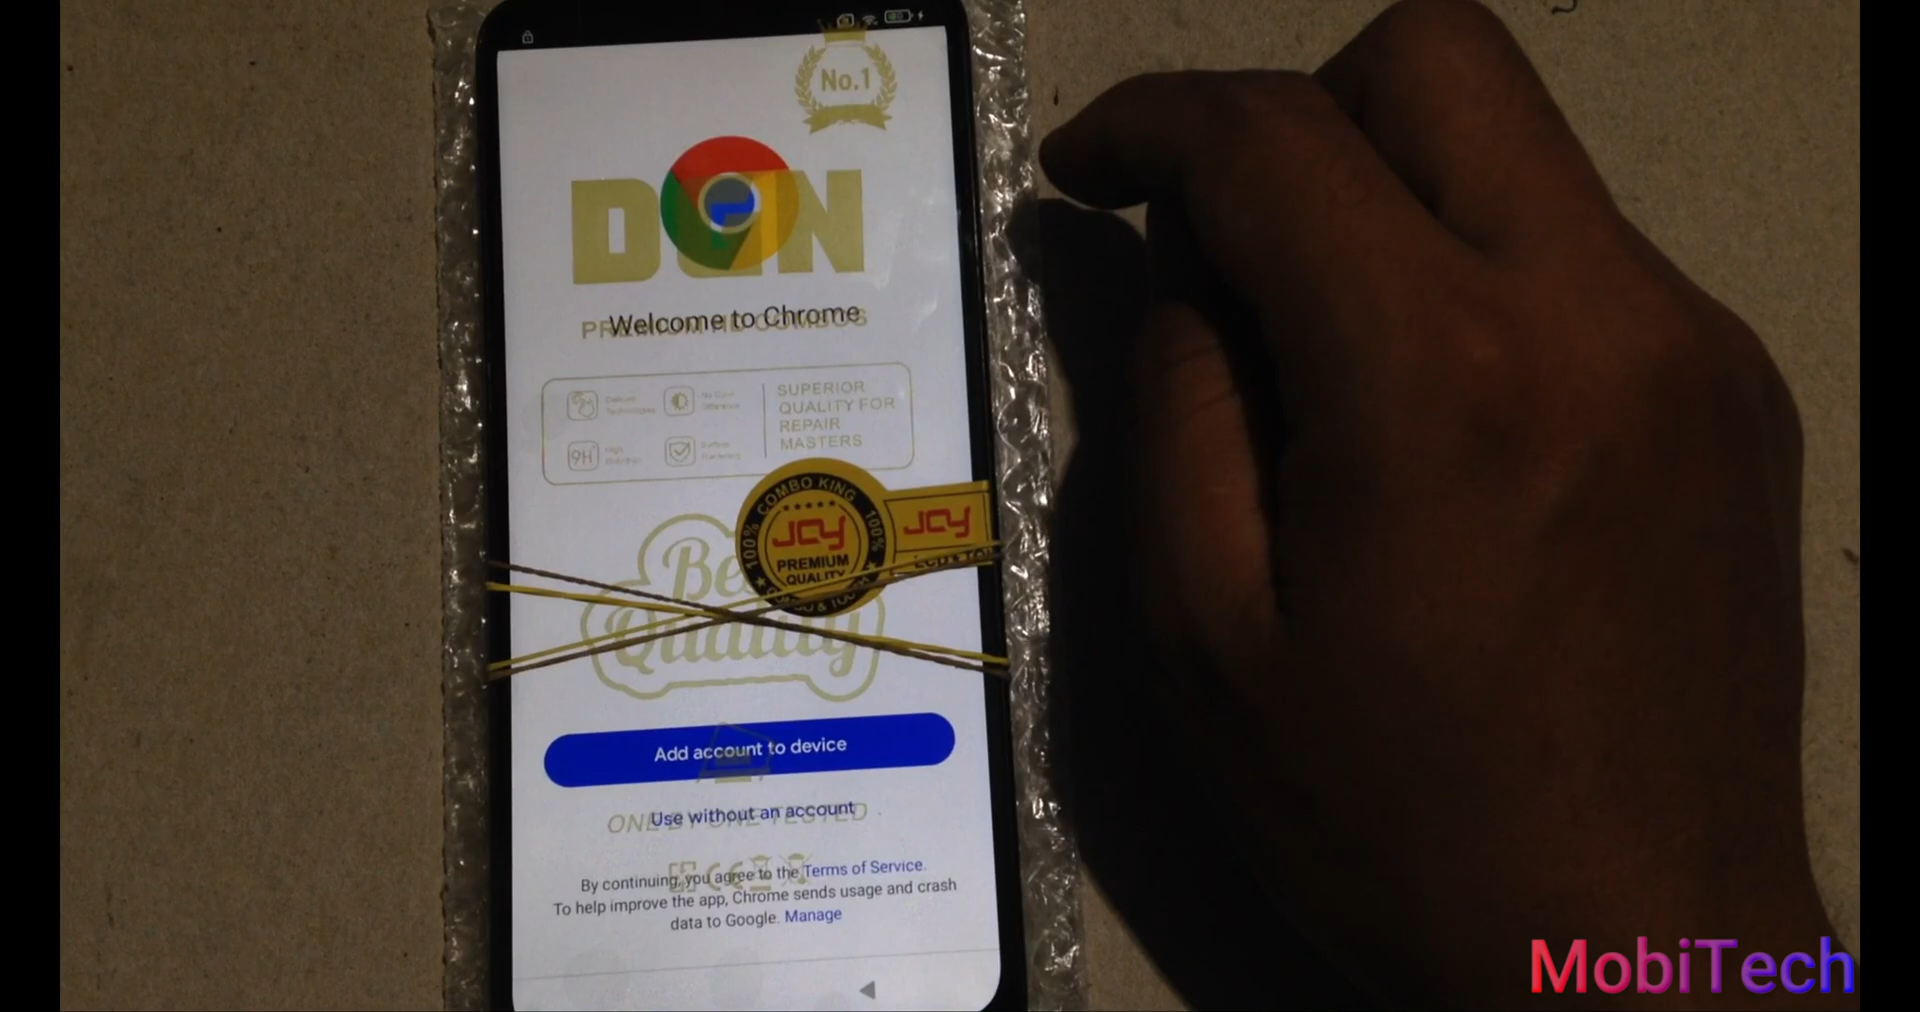 No.1
Welcome to Chrome
PREMIUM HD COMBOS
9H
SUPERIOR
QUALITY FOR
REPAIR
MASTERS
COMBO KING
100%
100%
JCY
PREMIUM
QUALITY
JCY
Best
Quality
Add account to device
Use without an account
ONE BY ONE TESTED
By continuing, you agree to the Terms of Service.
To help improve the app, Chrome sends usage and crash
data to Google. Manage
MobiTech